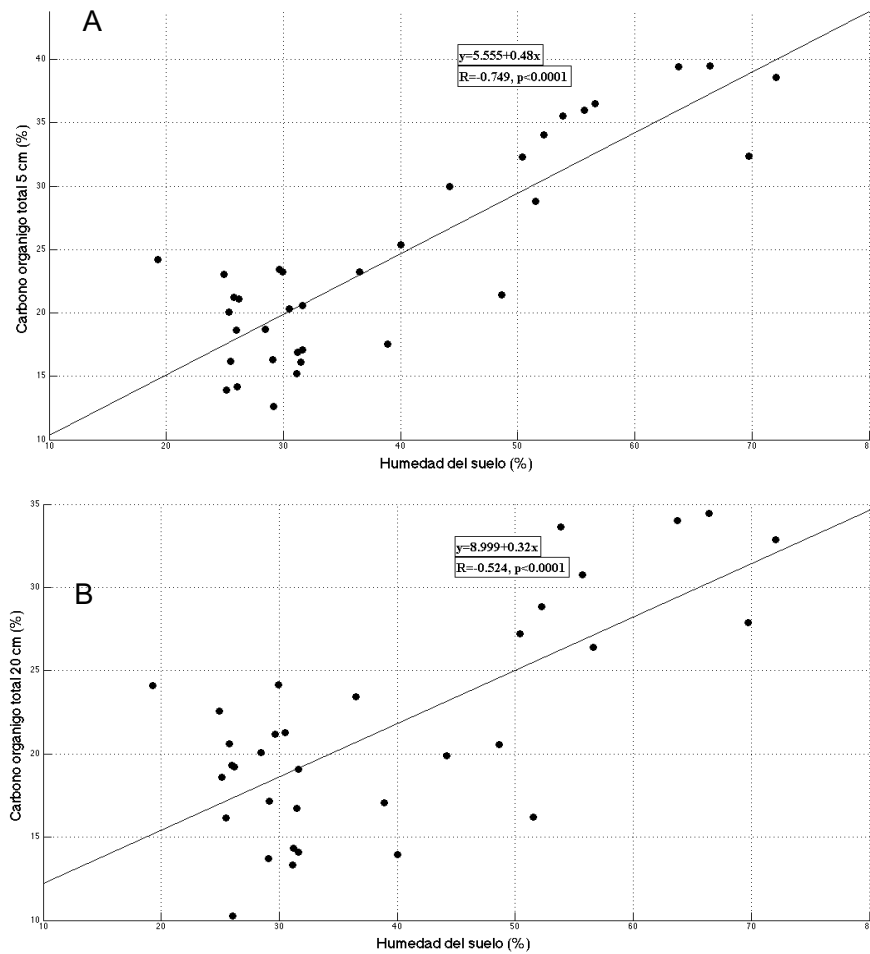 A
y=5.555+0.48x
R=-0.749, p<0.0001
Carbono organigo total 5 cm (%)
40
35
30
25
20
15
10
10 20 30 40 50 60 70 8
Humedad del suelo (%)
B
y=8.999+0.32x
R=-0.524, p<0.0001
Carbono organigo total 20 cm (%)
35
30
25
20
15
10
10 20 30 40 50 60 70 8
Humedad del suelo (%)